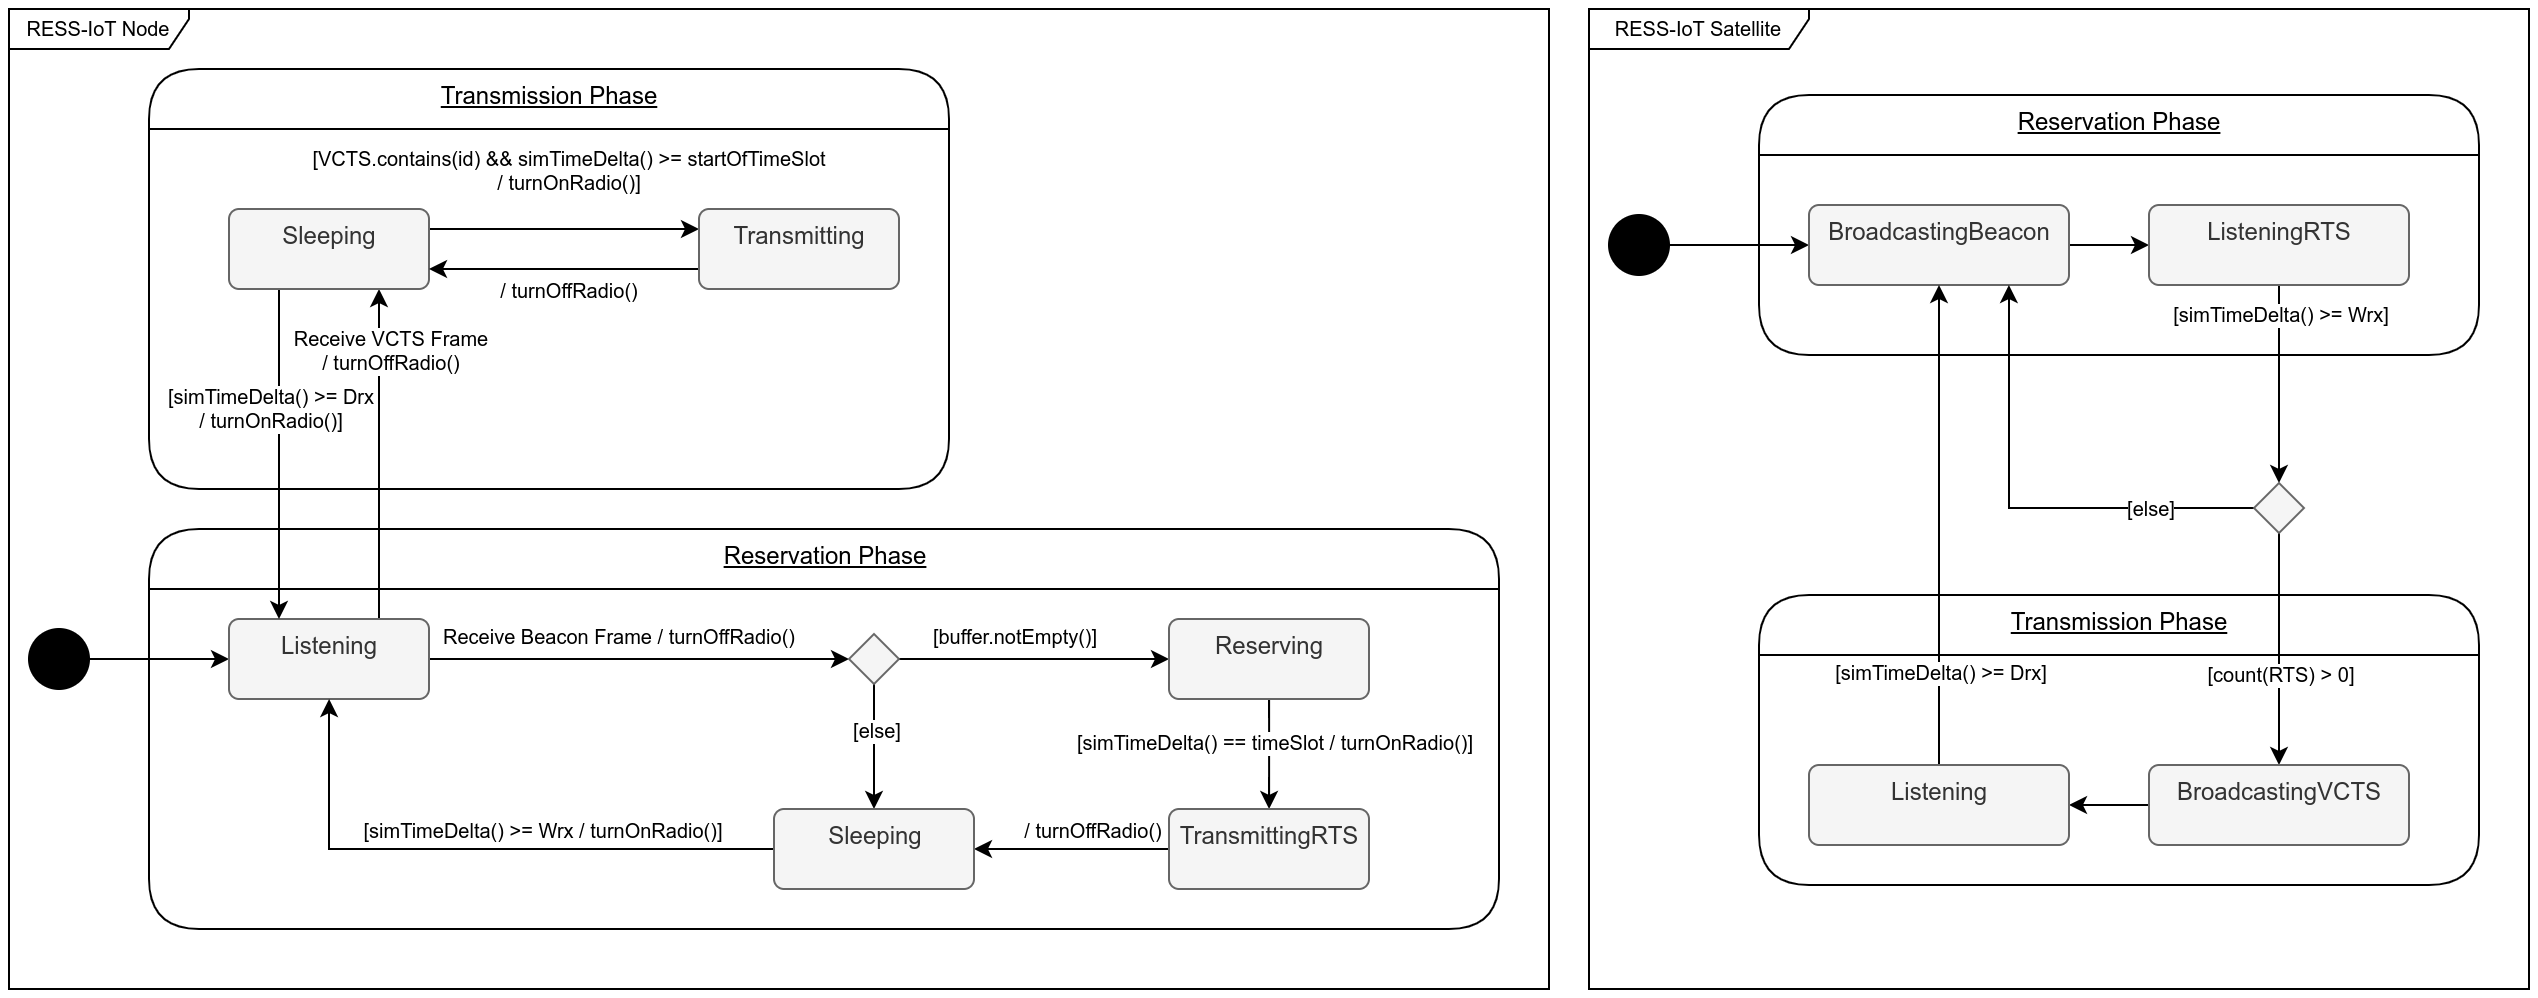 RESS-IoT Node
Transmission Phase
[VCTS.contains(id) && simTimeDelta() >= startOfTimeSlot
/ turnOnRadio()]
Sleeping
Transmitting
/ turnOffRadio()
Receive VCTS Frame
/ turnOffRadio()
[simTimeDelta() >= Drx
/ turnOnRadio()]
Reservation Phase
Listening
Receive Beacon Frame / turnOffRadio()
[buffer.notEmpty()]
Reserving
[else]
[simTimeDelta() == timeSlot / turnOnRadio()]
[simTimeDelta() >= Wrx / turnOnRadio()]
Sleeping
/ turnOffRadio()
TransmittingRTS
RESS-IoT Satellite
Reservation Phase
BroadcastingBeacon
ListeningRTS
[simTimeDelta() >= Wrx]
[else]
Transmission Phase
[simTimeDelta() >= Drx]
[count(RTS) > 0]
Listening
BroadcastingVCTS